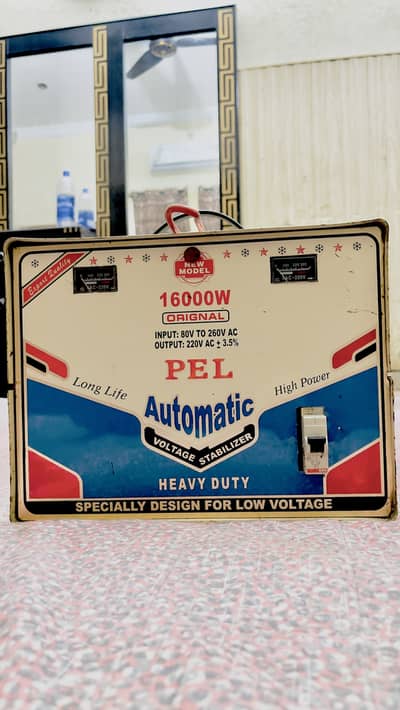 Export Quality
NEW
MODEL
16000W
ORIGNAL
INPUT: 80V TO 260V AC
OUTPUT: 220V AC ± 3.5%
PEL
Long Life
High Power
Automatic
VOLTAGE STABILIZER
HEAVY DUTY
SPECIALLY DESIGN FOR LOW VOLTAGE